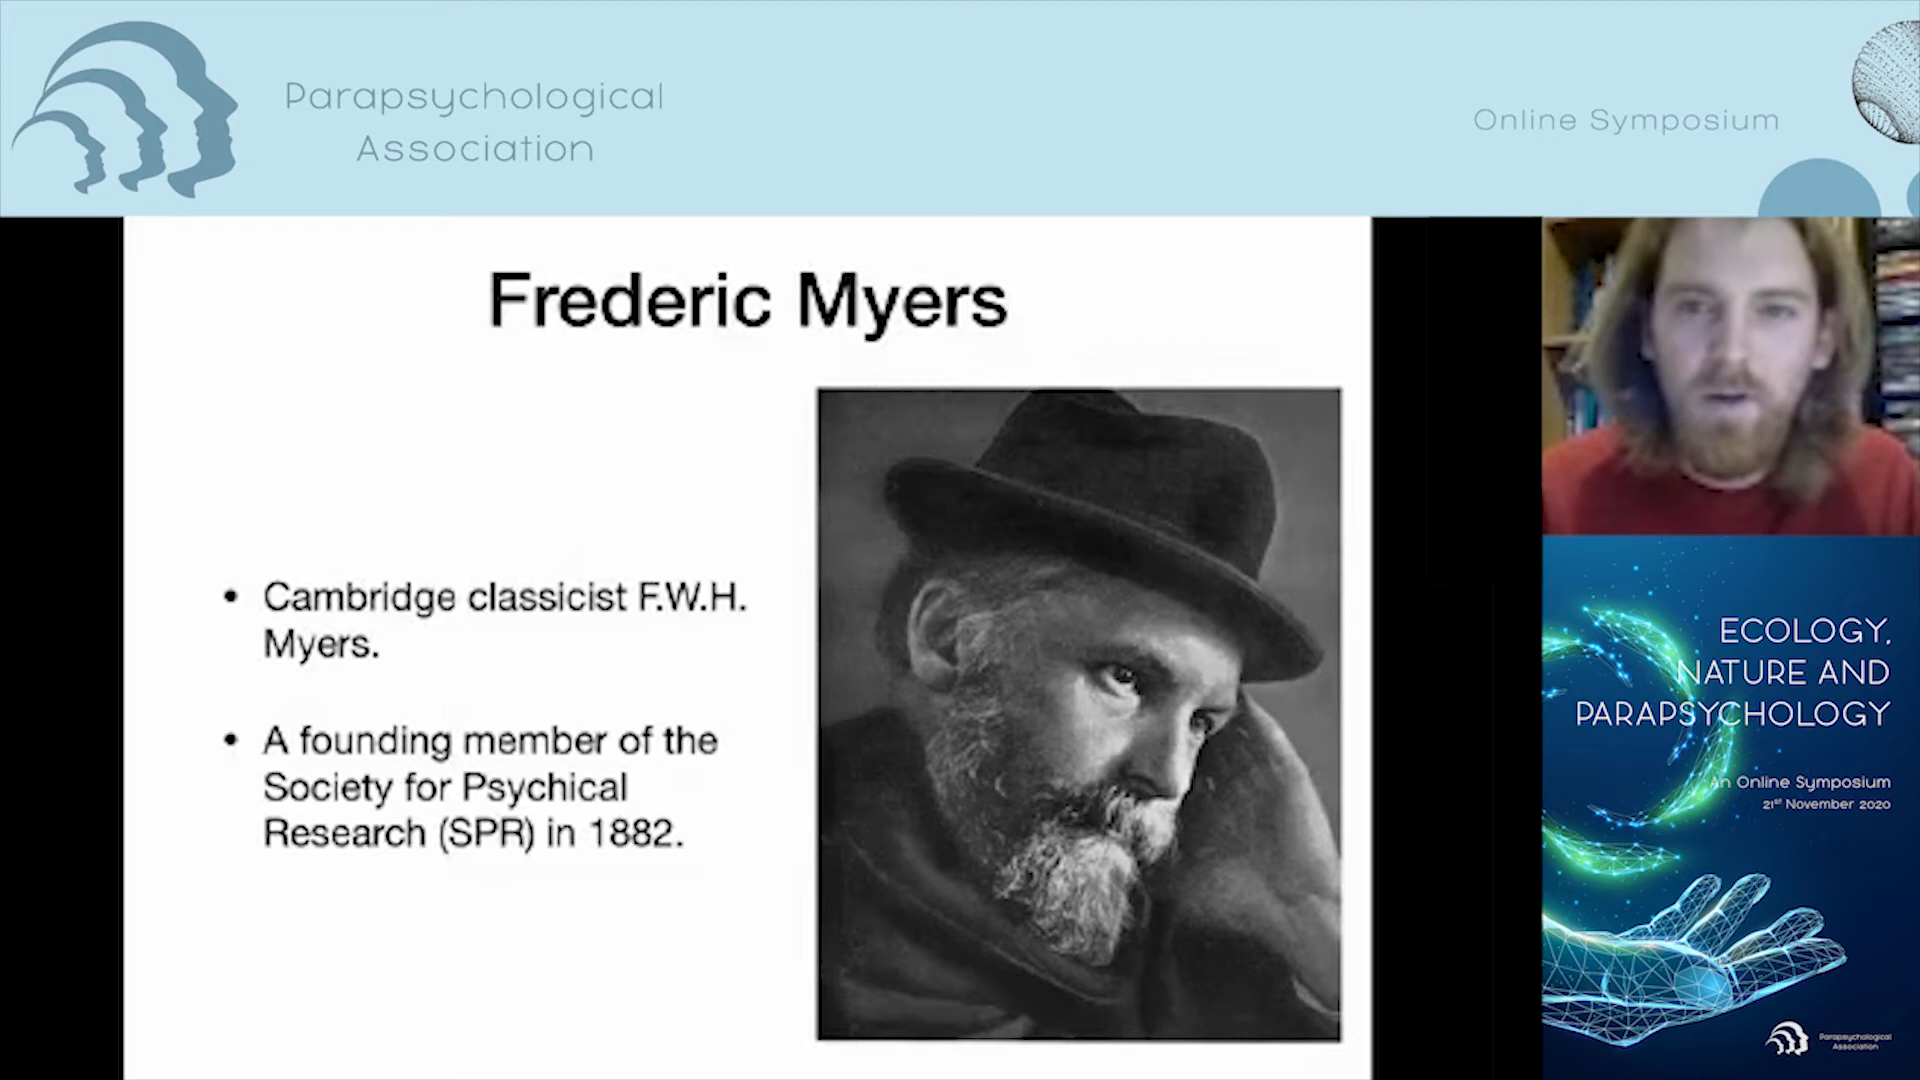 Parapsychological
Association
Online Symposium
Frederic Myers
• Cambridge classicist F.W.H.
Myers.
• A founding member of the
Society for Psychical
Research (SPR) in 1882.
ECOLOGY,
NATURE AND
PARAPSYCHOLOGY
An Online Symposium
21st November 2020
Parapsychological
Association